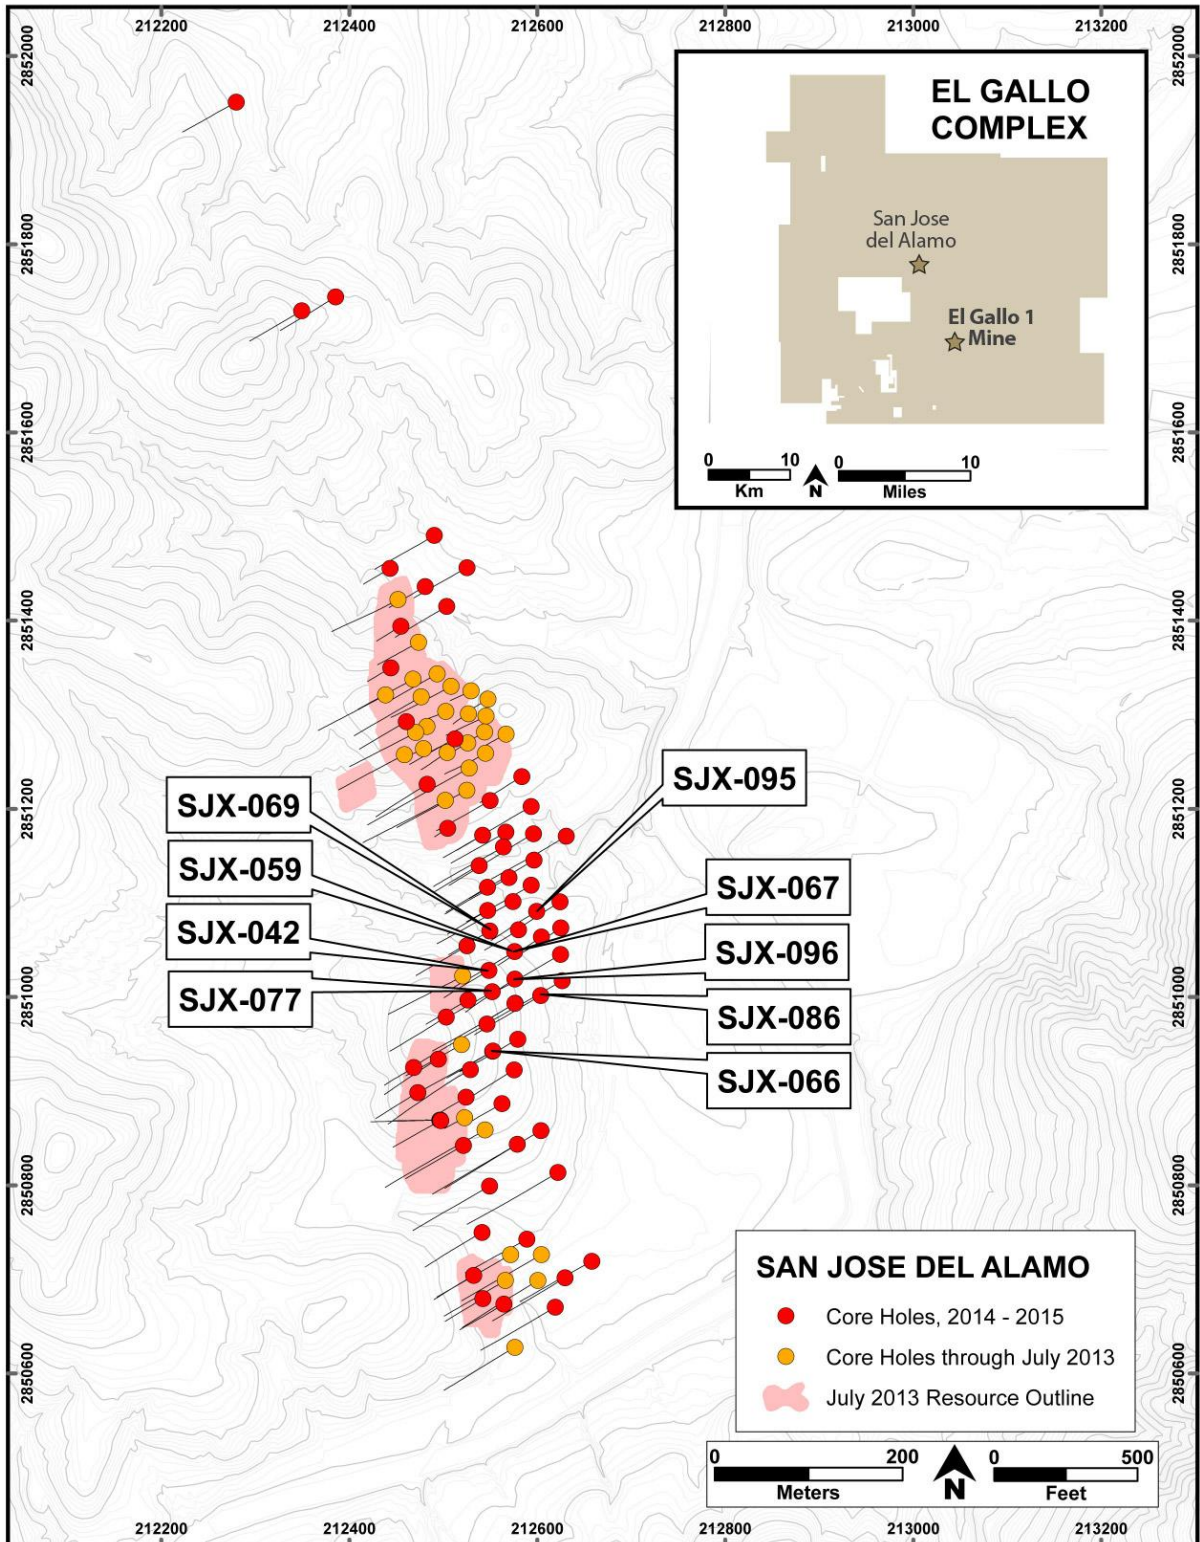 212200
212400
212600
212800
213000
213200
2852000
2852000
EL GALLO
COMPLEX
San Jose
del Alamo
El Gallo 1
Mine
0 10
Km
N
0 10
Miles
2851800
2851800
2851600
2851600
2851400
2851400
2851200
2851200
SJX-095
SJX-069
SJX-059
SJX-067
SJX-042
SJX-096
SJX-077
SJX-086
SJX-066
2851000
2851000
2850800
2850800
SAN JOSE DEL ALAMO
Core Holes, 2014 - 2015
Core Holes through July 2013
July 2013 Resource Outline
2850600
2850600
0 200
Meters
N
0 500
Feet
212200
212400
212600
212800
213000
213200